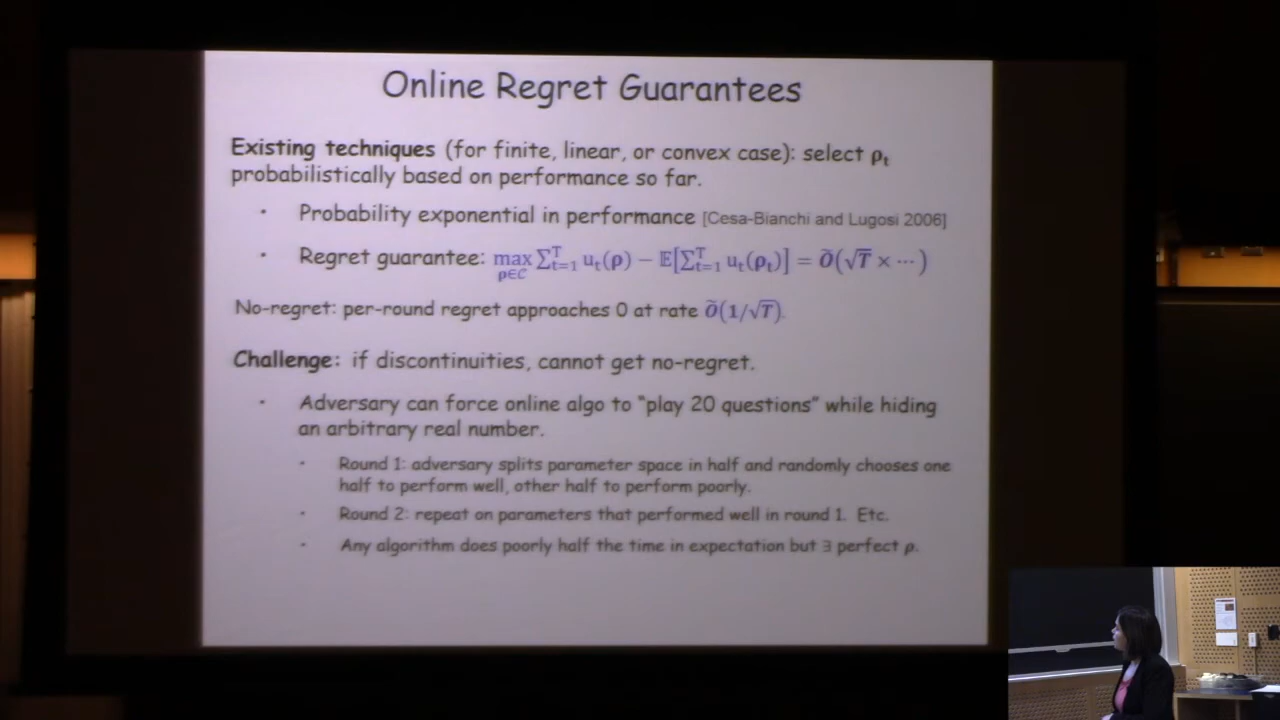 Online Regret Guarantees
Existing techniques (for finite, linear, or convex case): select ρₜ
probabilistically based on performance so far.
· Probability exponential in performance [Cesa-Bianchi and Lugosi 2006]
· Regret guarantee: max_{ρ∈𝒞} ∑ᵀₜ₌₁ uₜ(ρ) − 𝔼[∑ᵀₜ₌₁ uₜ(ρₜ)] = Õ(√T × ⋯)
No-regret: per-round regret approaches 0 at rate Õ(1/√T).
Challenge: if discontinuities, cannot get no-regret.
· Adversary can force online algo to “play 20 questions” while hiding
an arbitrary real number.
· Round 1: adversary splits parameter space in half and randomly chooses one
half to perform well, other half to perform poorly.
· Round 2: repeat on parameters that performed well in round 1. Etc.
· Any algorithm does poorly half the time in expectation but ∃ perfect ρ.